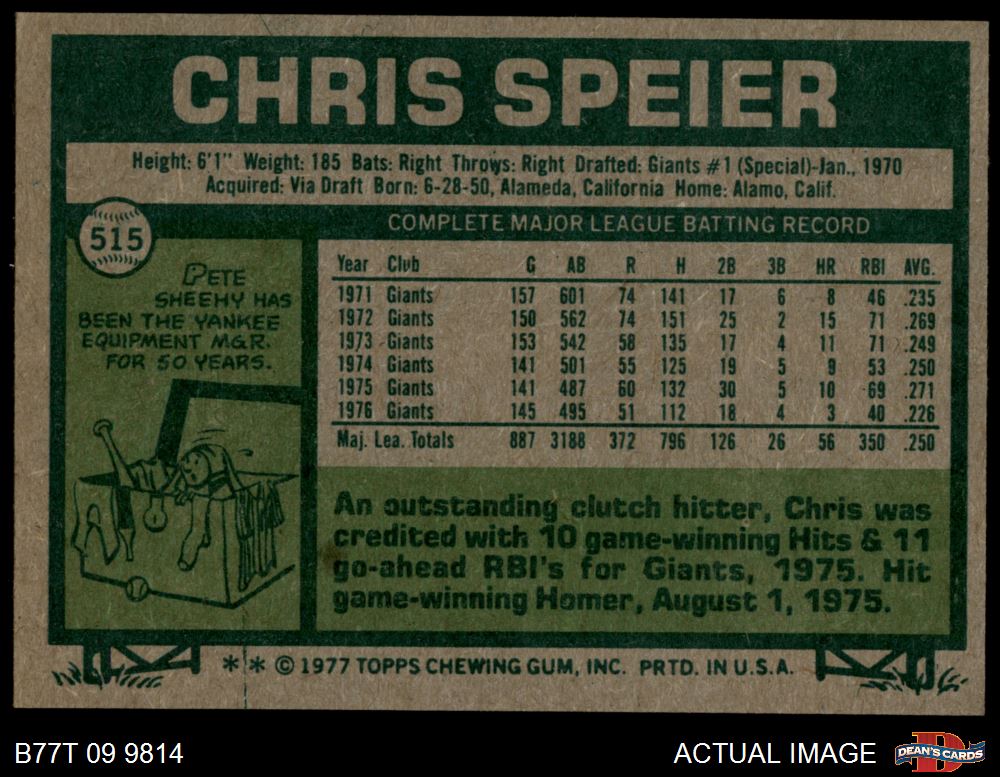 CHRIS SPEIER
Height: 6'1" Weight: 185 Bats: Right Throws: Right Drafted: Giants #1 (Special)-Jan., 1970
Acquired: Via Draft Born: 6-28-50, Alameda, California Home: Alamo, Calif.
515
COMPLETE MAJOR LEAGUE BATTING RECORD
PETE
SHEEHY HAS
BEEN THE YANKEE
EQUIPMENT MGR.
FOR 50 YEARS.
Year Club G AB R H 2B 3B HR RBI AVG.
1971 Giants 157 601 74 141 17 6 8 46 .235
1972 Giants 150 562 74 151 25 2 15 71 .269
1973 Giants 153 542 58 135 17 4 11 71 .249
1974 Giants 141 501 55 125 19 5 9 53 .250
1975 Giants 141 487 60 132 30 5 10 69 .271
1976 Giants 145 495 51 112 18 4 3 40 .226
Maj. Lea. Totals 887 3188 372 796 126 26 56 350 .250
An outstanding clutch hitter, Chris was
credited with 10 game-winning Hits & 11
go-ahead RBI's for Giants, 1975. Hit
game-winning Homer, August 1, 1975.
** © 1977 TOPPS CHEWING GUM, INC. PRTD. IN U.S.A.
B77T 09 9814
ACTUAL IMAGE
DEAN'S CARDS